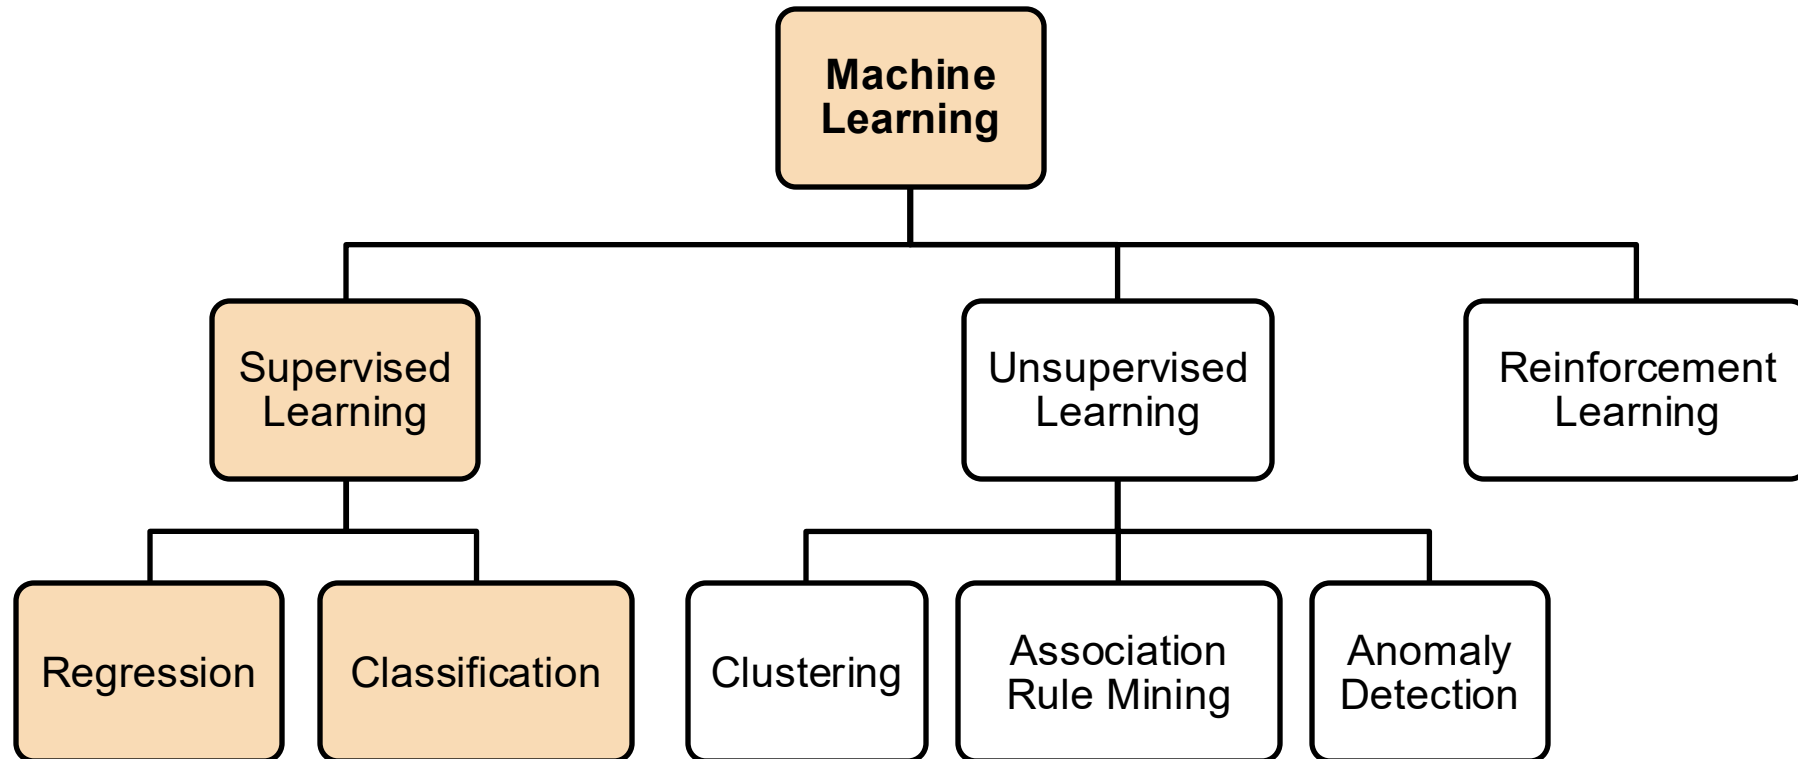 Machine
Learning
Supervised
Learning
Unsupervised
Learning
Reinforcement
Learning
Regression
Classification
Clustering
Association
Rule Mining
Anomaly
Detection